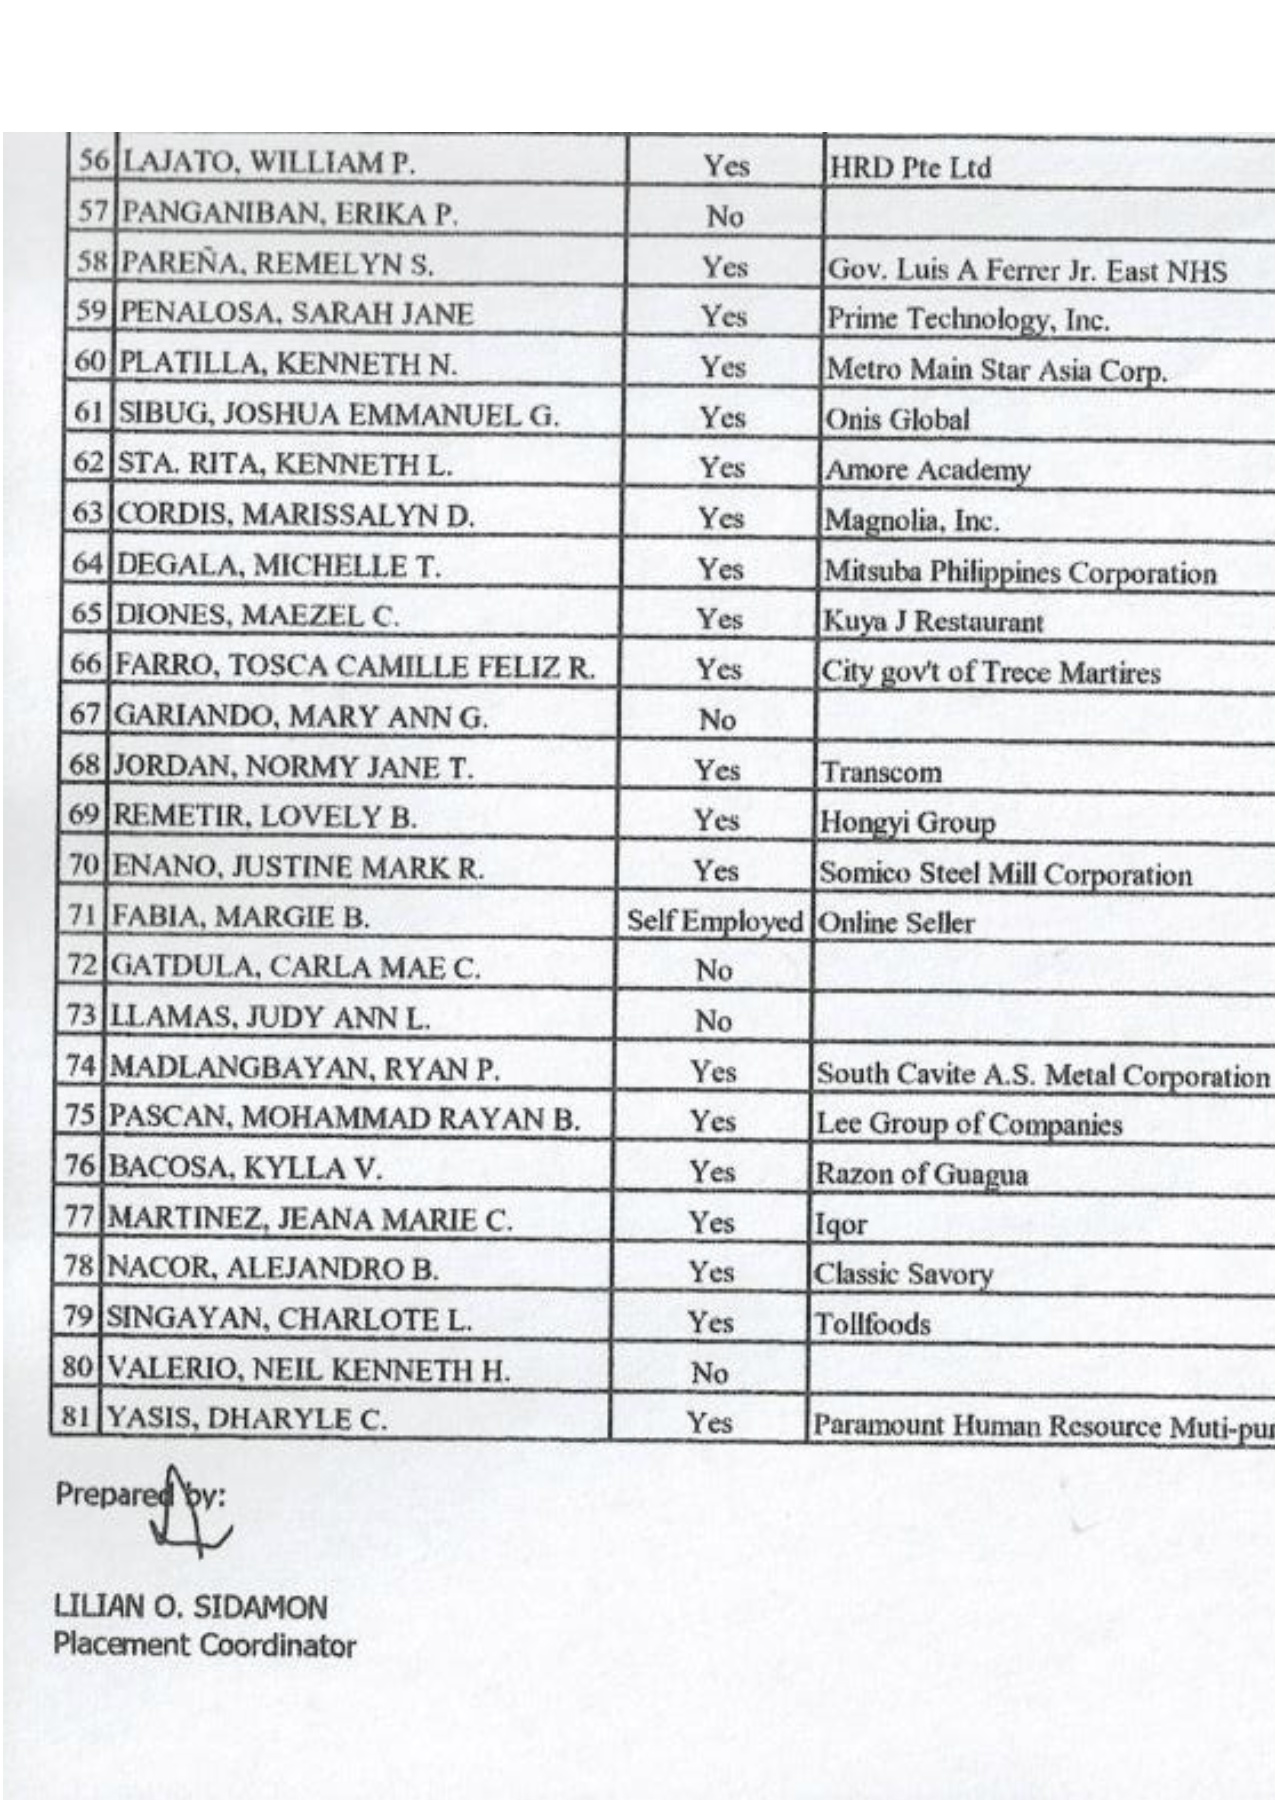 56 LAJATO, WILLIAM P. Yes HRD Pte Ltd
57 PANGANIBAN, ERIKA P. No
58 PAREÑA, REMELYN S. Yes Gov. Luis A Ferrer Jr. East NHS
59 PENALOSA, SARAH JANE Yes Prime Technology, Inc.
60 PLATILLA, KENNETH N. Yes Metro Main Star Asia Corp.
61 SIBUG, JOSHUA EMMANUEL G. Yes Onis Global
62 STA. RITA, KENNETH L. Yes Amore Academy
63 CORDIS, MARISSALYN D. Yes Magnolia, Inc.
64 DEGALA, MICHELLE T. Yes Mitsuba Philippines Corporation
65 DIONES, MAEZEL C. Yes Kuya J Restaurant
66 FARRO, TOSCA CAMILLE FELIZ R. Yes City gov't of Trece Martires
67 GARIANDO, MARY ANN G. No
68 JORDAN, NORMY JANE T. Yes Transcom
69 REMETIR, LOVELY B. Yes Hongyi Group
70 ENANO, JUSTINE MARK R. Yes Somico Steel Mill Corporation
71 FABIA, MARGIE B. Self Employed Online Seller
72 GATDULA, CARLA MAE C. No
73 LLAMAS, JUDY ANN L. No
74 MADLANGBAYAN, RYAN P. Yes South Cavite A.S. Metal Corporation
75 PASCAN, MOHAMMAD RAYAN B. Yes Lee Group of Companies
76 BACOSA, KYLLA V. Yes Razon of Guagua
77 MARTINEZ, JEANA MARIE C. Yes Iqor
78 NACOR, ALEJANDRO B. Yes Classic Savory
79 SINGAYAN, CHARLOTE L. Yes Tollfoods
80 VALERIO, NEIL KENNETH H. No
81 YASIS, DHARYLE C. Yes Paramount Human Resource Muti-pur
Prepared by:
LILIAN O. SIDAMON
Placement Coordinator